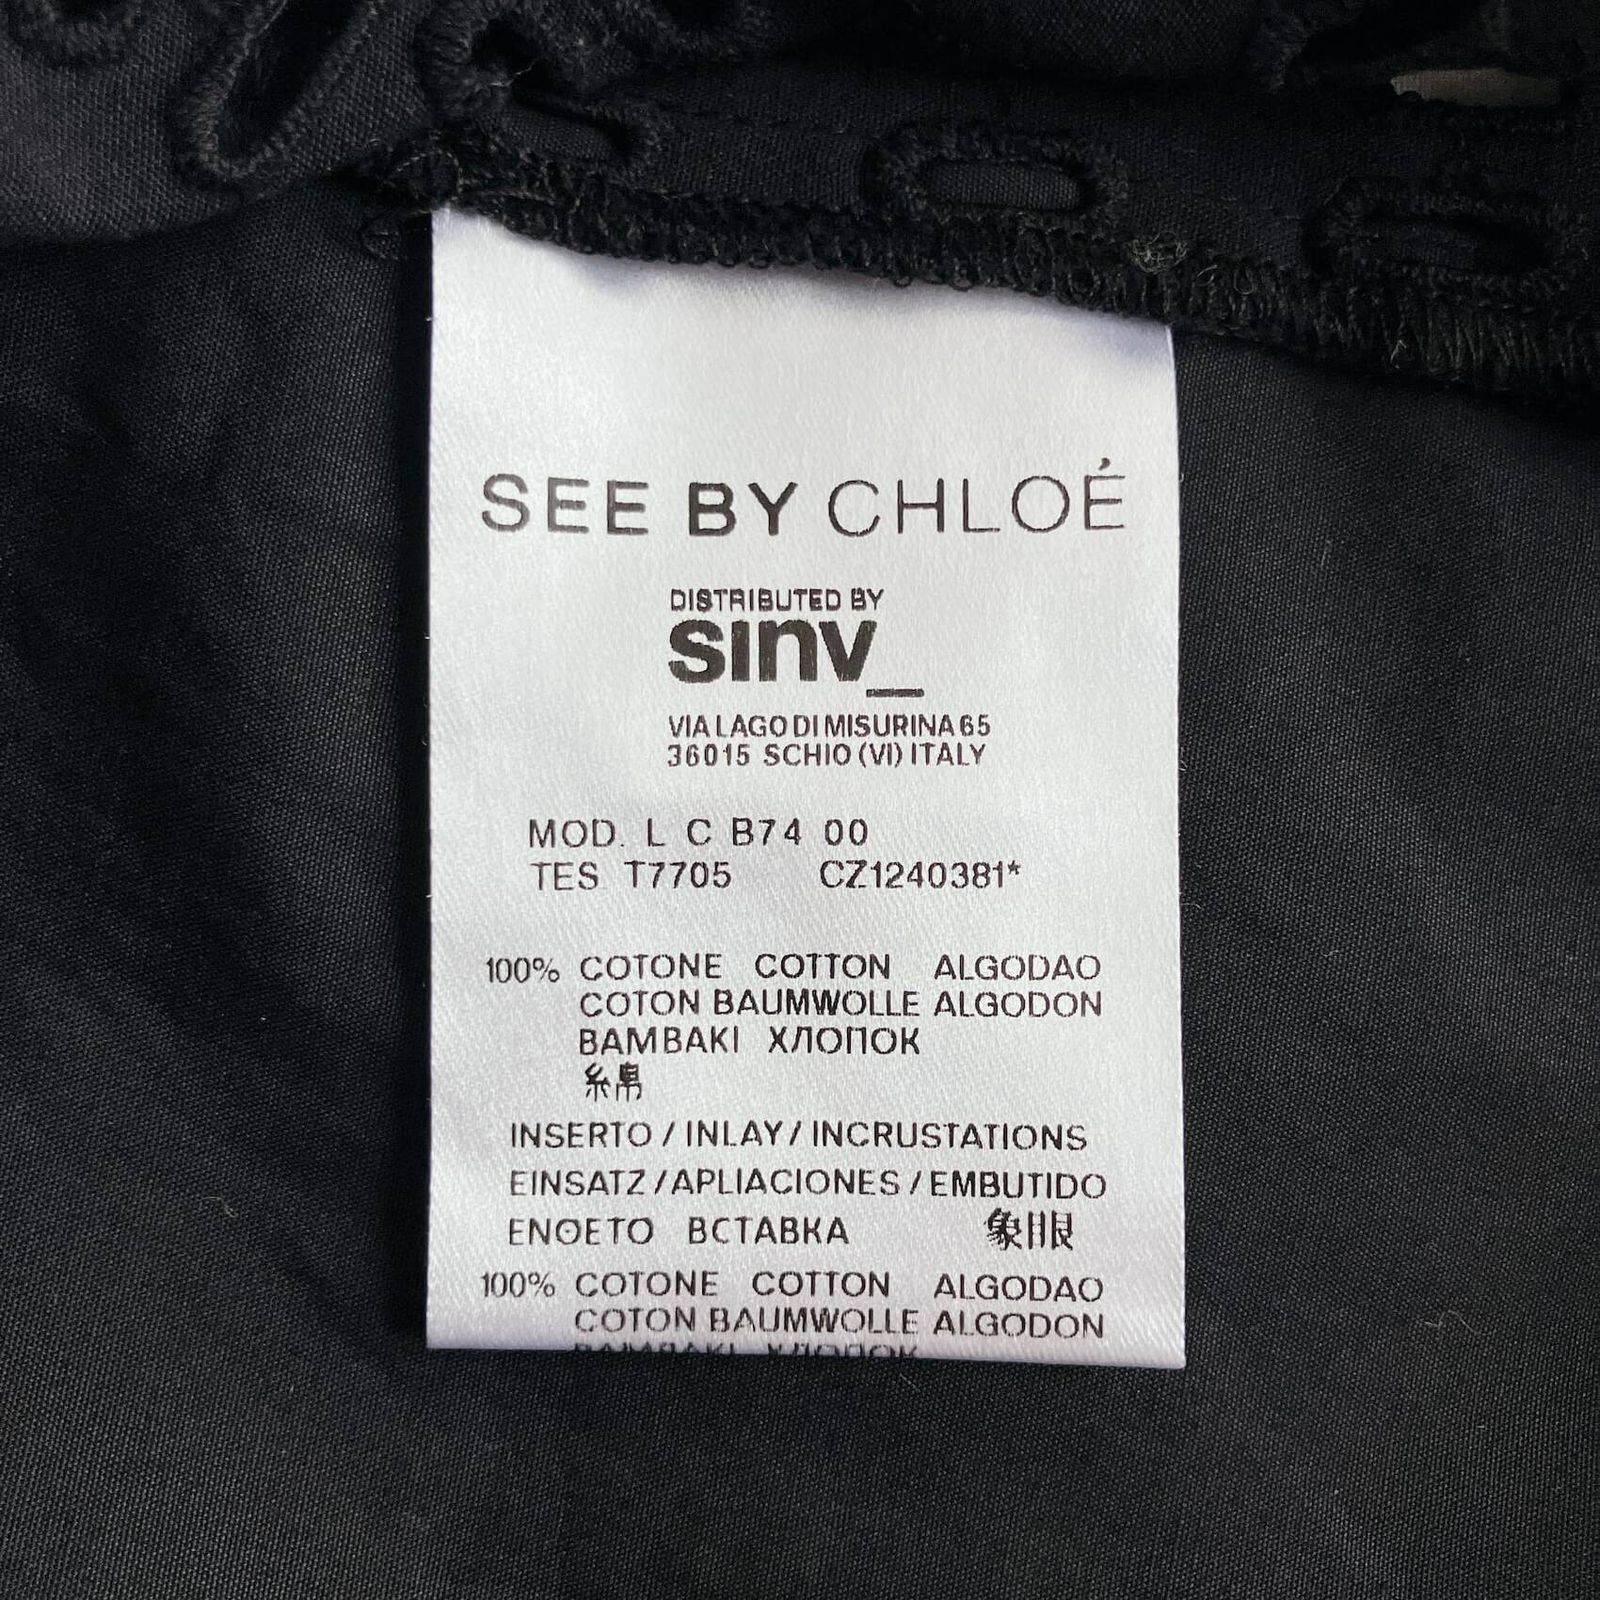 SEE BY CHLOÉ
DISTRIBUTED BY
sinv_
VIA LAGO DI MISURINA 65
36015 SCHIO (VI) ITALY
MOD. L C B74 00
TES T7705 CZ1240381*
100% COTONE COTTON ALGODAO
COTON BAUMWOLLE ALGODON
BAMBAKI ХЛОПОК
糸帛
INSERTO / INLAY / INCRUSTATIONS
EINSATZ / APLIACIONES / EMBUTIDO
ΕΝΘΕΤΟ ВСТАВКА
100% COTONE COTTON ALGODAO
COTON BAUMWOLLE ALGODON
BAMBAKI ХЛОПОК